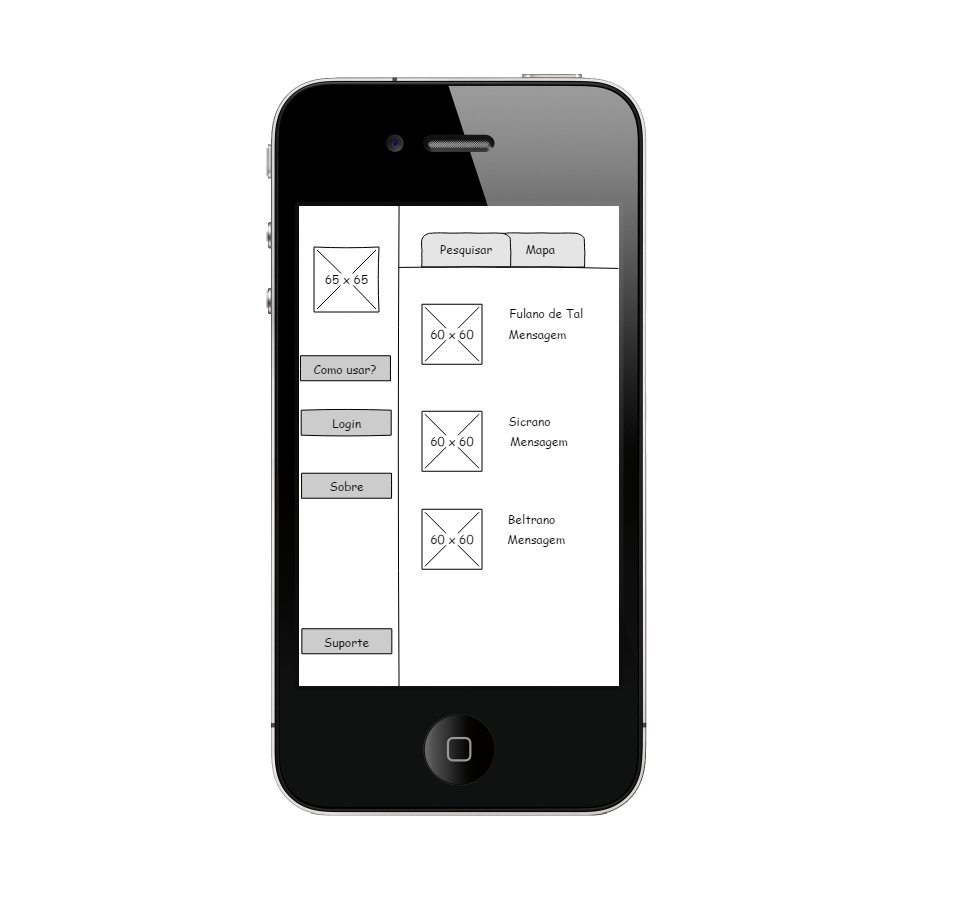 65 x 65
Como usar?
Login
Sobre
Suporte
Pesquisar
Mapa
60 x 60
Fulano de Tal
Mensagem
60 x 60
Sicrano
Mensagem
60 x 60
Beltrano
Mensagem